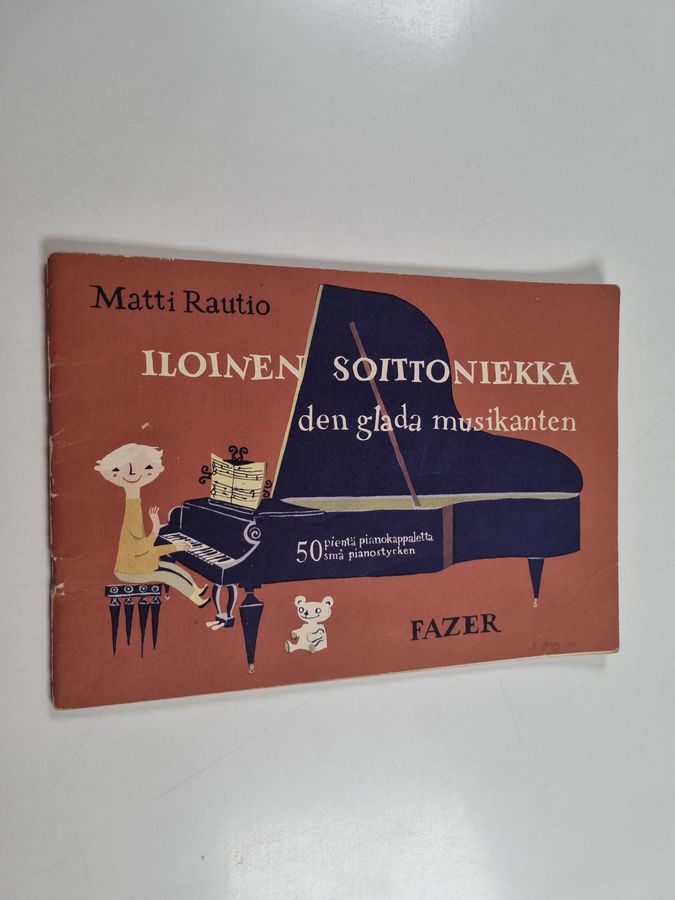 Matti Rautio
ILOINEN SOITTONIEKKA
den glada musikanten
50 pientä pianokappaletta
små pianostycken
FAZER